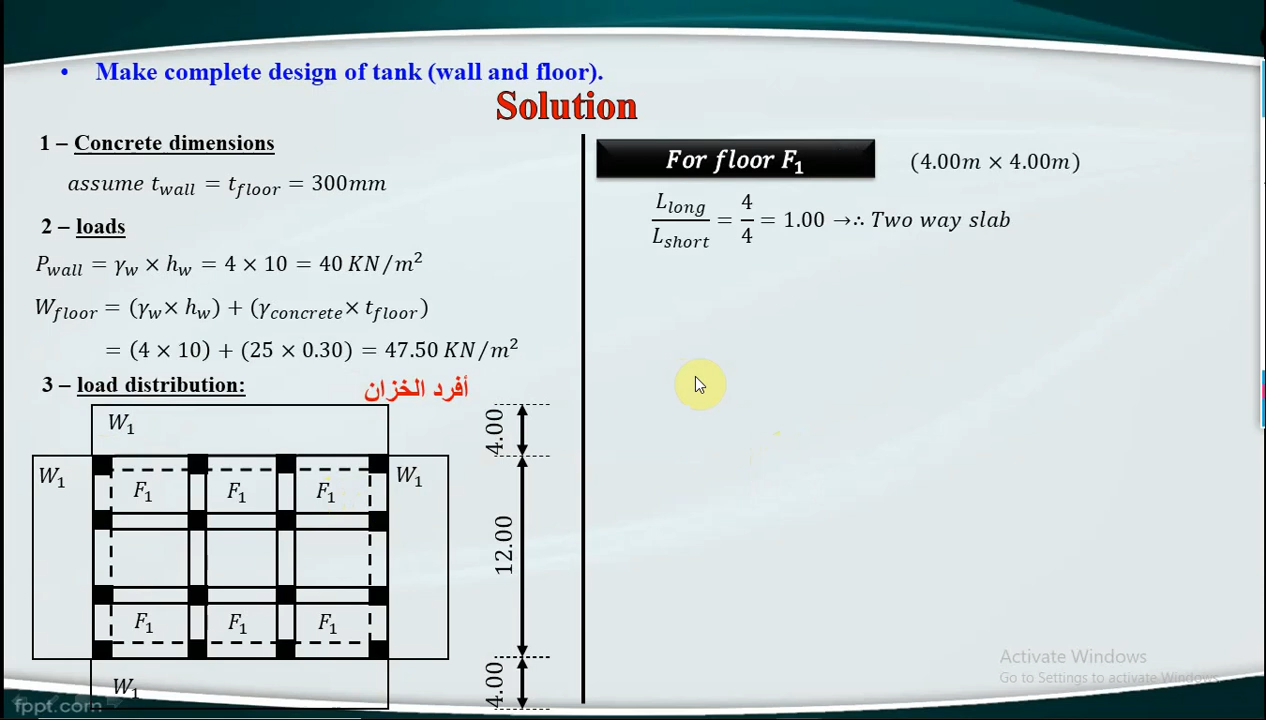 • Make complete design of tank (wall and floor).
Solution
1 – Concrete dimensions
assume t_wall = t_floor = 300mm
2 – loads
P_wall = γ_w × h_w = 4 × 10 = 40 KN/m²
W_floor = (γ_w × h_w) + (γ_concrete × t_floor)
= (4 × 10) + (25 × 0.30) = 47.50 KN/m²
3 – load distribution:
أفرد الخزان
W₁
W₁
W₁
F₁ F₁ F₁
F₁ F₁ F₁
W₁
4.00
12.00
4.00
For floor F₁
(4.00m × 4.00m)
L_long / L_short = 4/4 = 1.00 →∴ Two way slab
Activate Windows
Go to Settings to activate Windows.
fppt.com